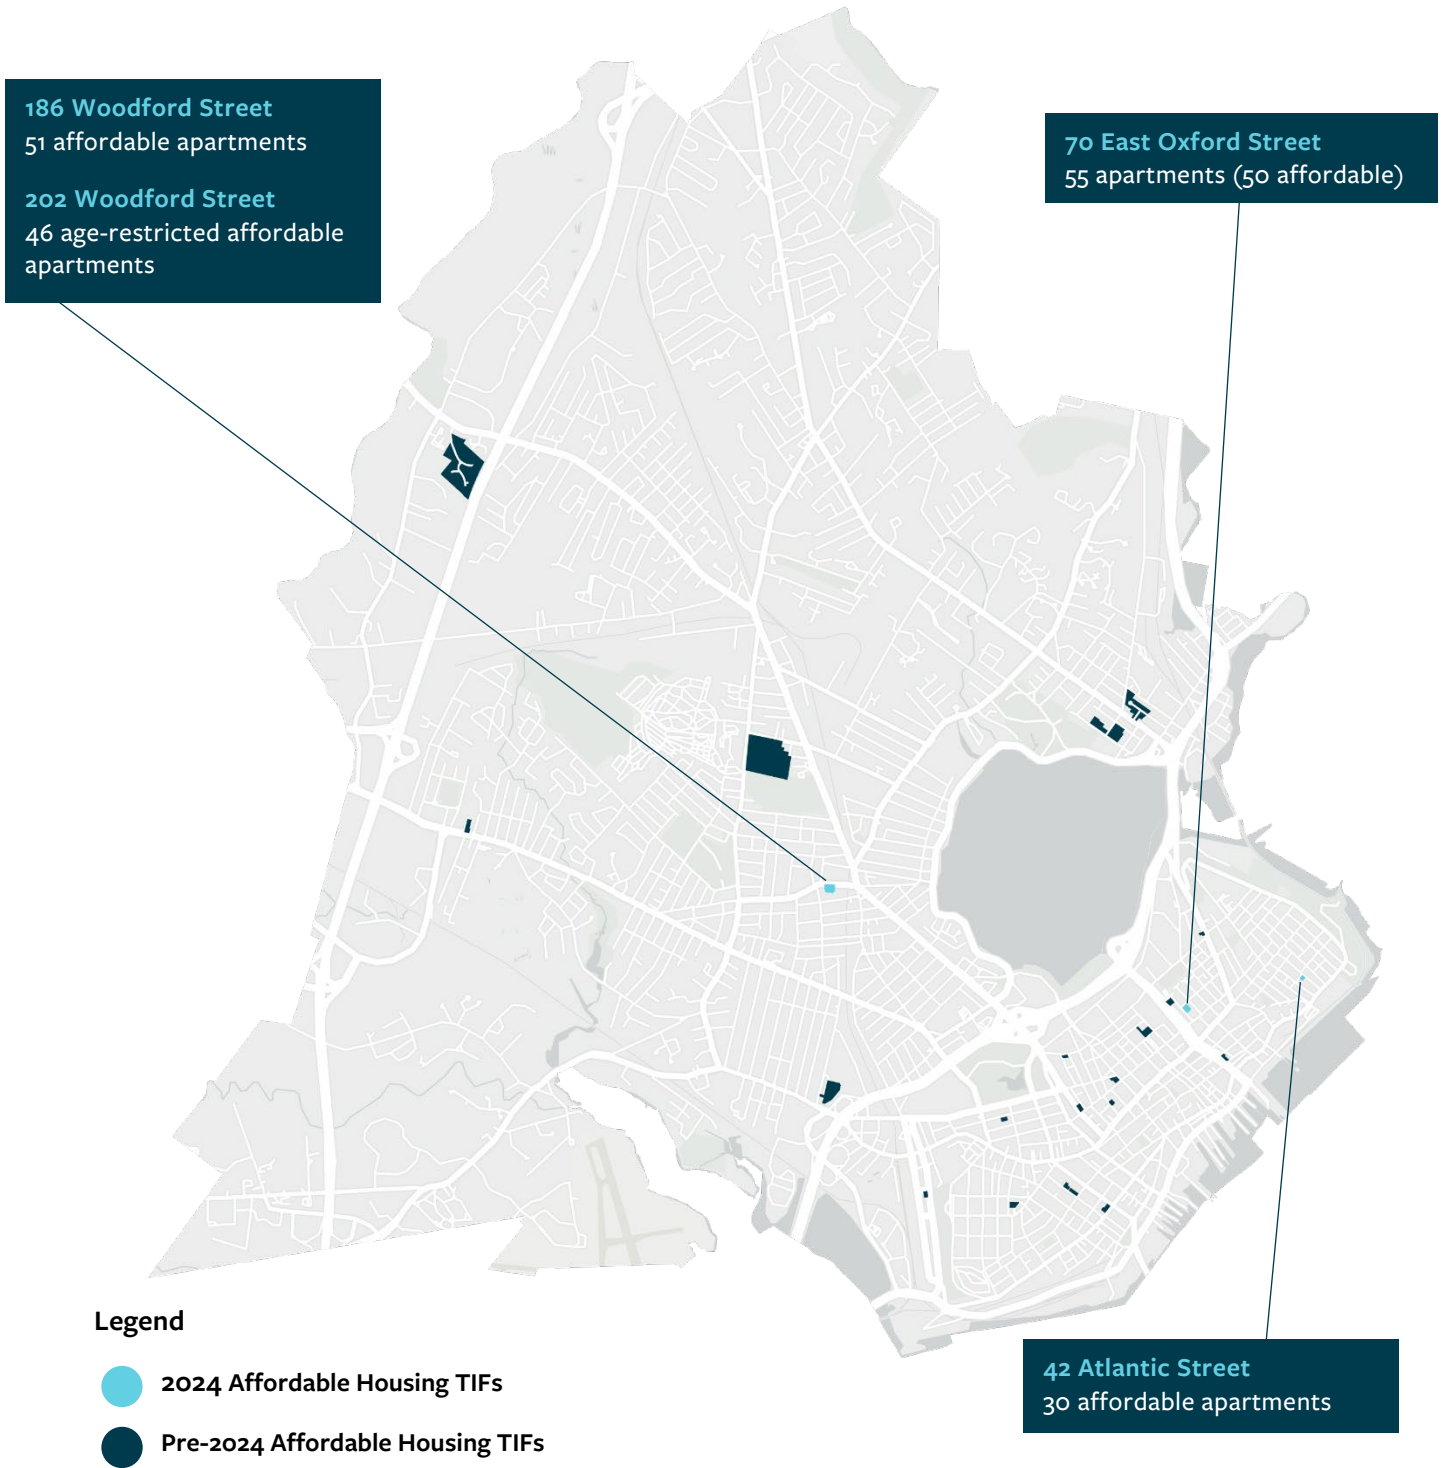 186 Woodford Street
51 affordable apartments
202 Woodford Street
46 age-restricted affordable
apartments
70 East Oxford Street
55 apartments (50 affordable)
42 Atlantic Street
30 affordable apartments
Legend
2024 Affordable Housing TIFs
Pre-2024 Affordable Housing TIFs